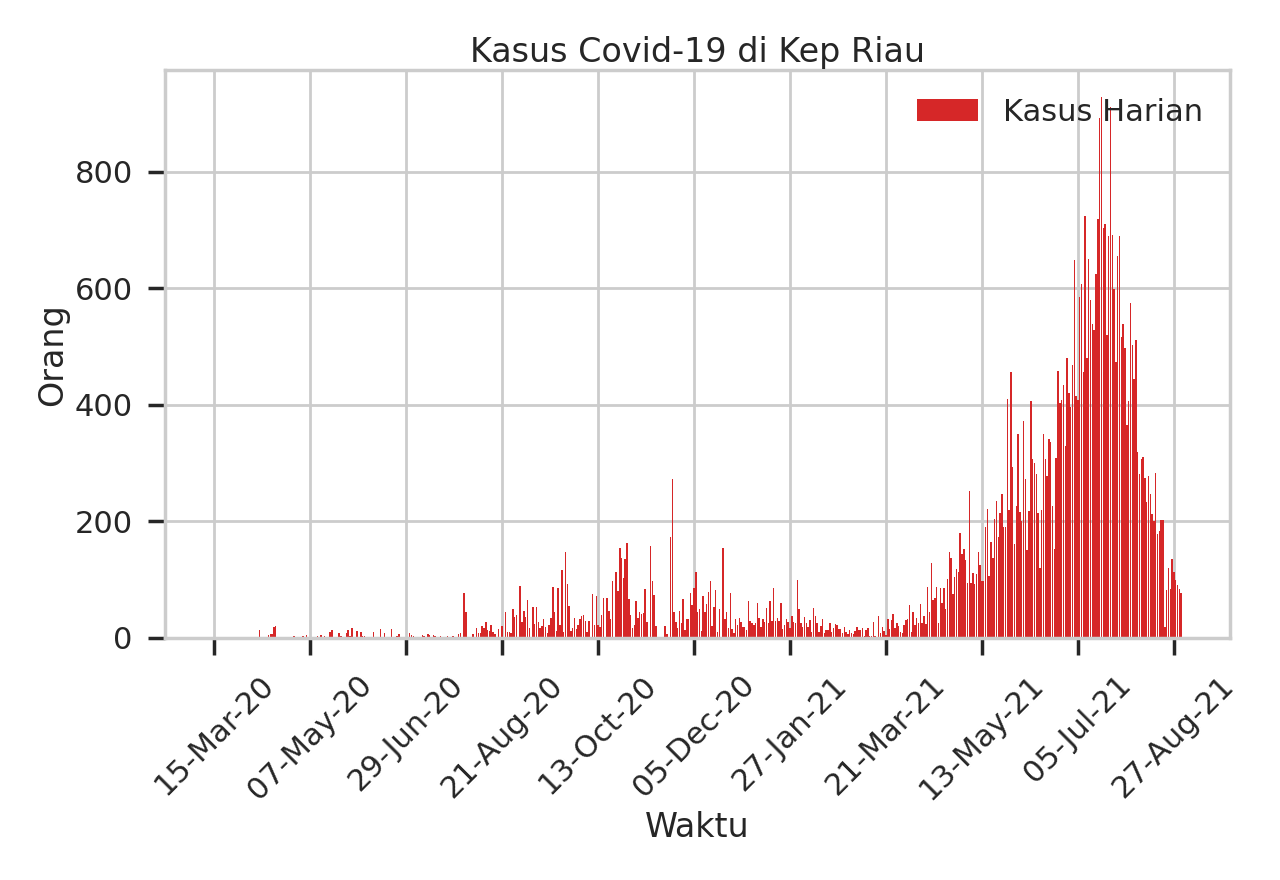 Kasus Covid-19 di Kep Riau
Kasus Harian
Orang
800
600
400
200
0
15-Mar-20
07-May-20
29-Jun-20
21-Aug-20
13-Oct-20
05-Dec-20
27-Jan-21
21-Mar-21
13-May-21
05-Jul-21
27-Aug-21
Waktu